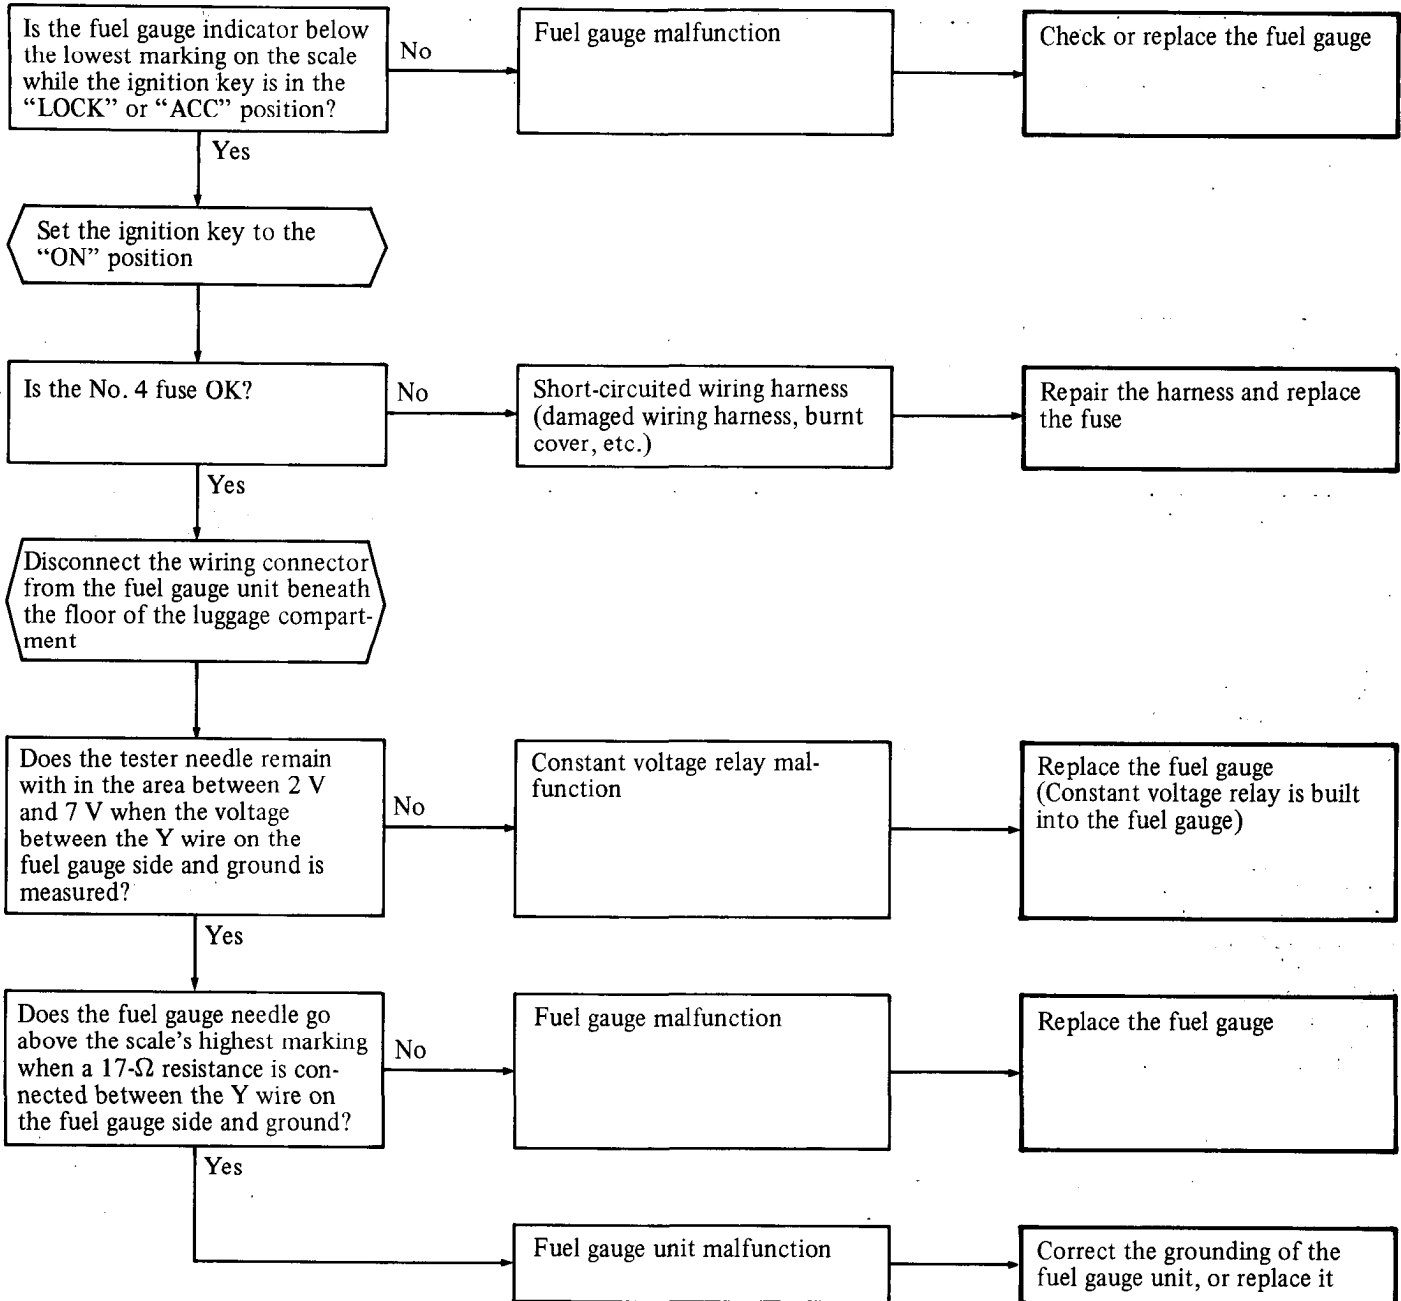 Is the fuel gauge indicator below
the lowest marking on the scale
while the ignition key is in the
“LOCK” or “ACC” position?
No
Fuel gauge malfunction
Check or replace the fuel gauge
Yes
Set the ignition key to the
“ON” position
Is the No. 4 fuse OK?
No
Short-circuited wiring harness
(damaged wiring harness, burnt
cover, etc.)
Repair the harness and replace
the fuse
Yes
Disconnect the wiring connector
from the fuel gauge unit beneath
the floor of the luggage compart-
ment
Does the tester needle remain
with in the area between 2 V
and 7 V when the voltage
between the Y wire on the
fuel gauge side and ground is
measured?
No
Constant voltage relay mal-
function
Replace the fuel gauge
(Constant voltage relay is built
into the fuel gauge)
Yes
Does the fuel gauge needle go
above the scale’s highest marking
when a 17-Ω resistance is con-
nected between the Y wire on
the fuel gauge side and ground?
No
Fuel gauge malfunction
Replace the fuel gauge
Yes
Fuel gauge unit malfunction
Correct the grounding of the
fuel gauge unit, or replace it